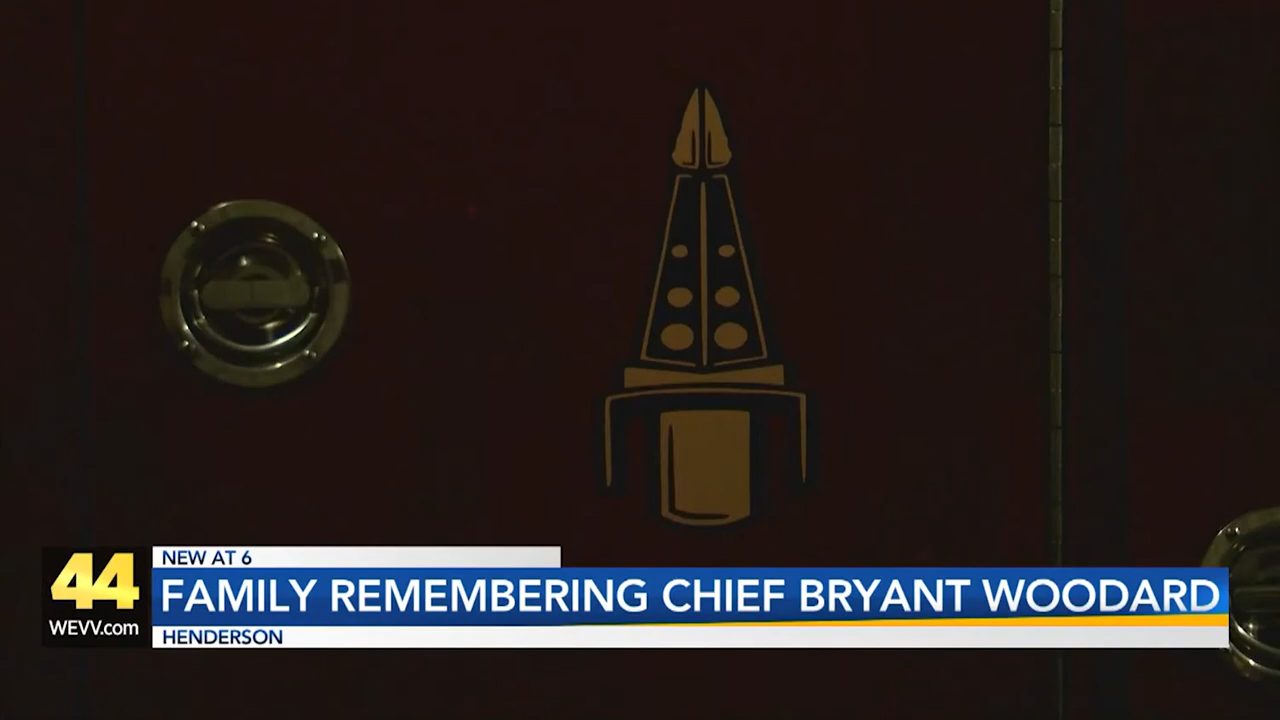 NEW AT 6
44
FAMILY REMEMBERING CHIEF BRYANT WOODARD
WEVV.com
HENDERSON